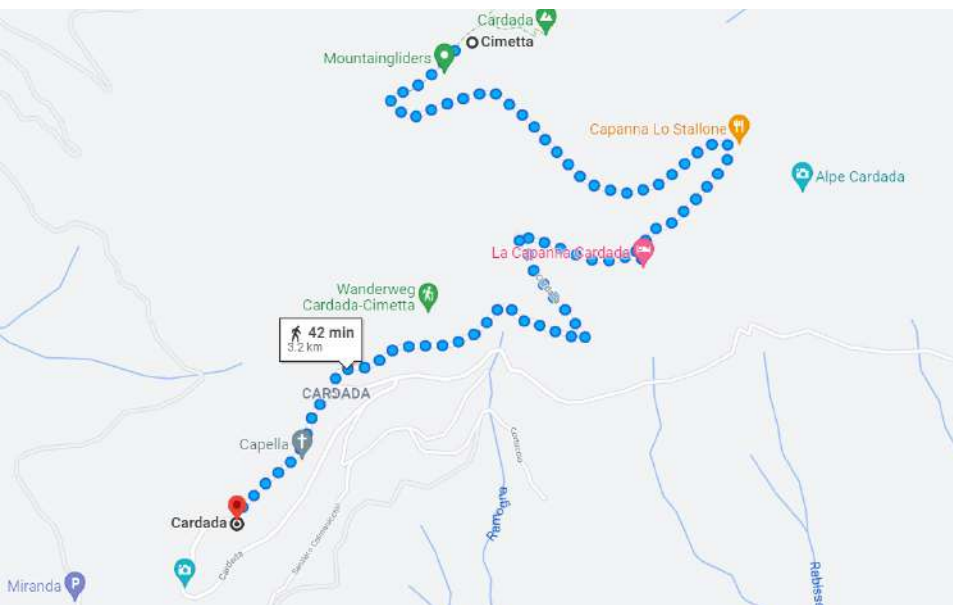 Cardada
Cimetta
Mountaingliders
Capanna Lo Stallone
Alpe Cardada
La Capanna Cardada
Wanderweg
Cardada-Cimetta
42 min
3.2 km
CARDADA
Capella
Cardada
Cardada
Miranda
P
Ramogna